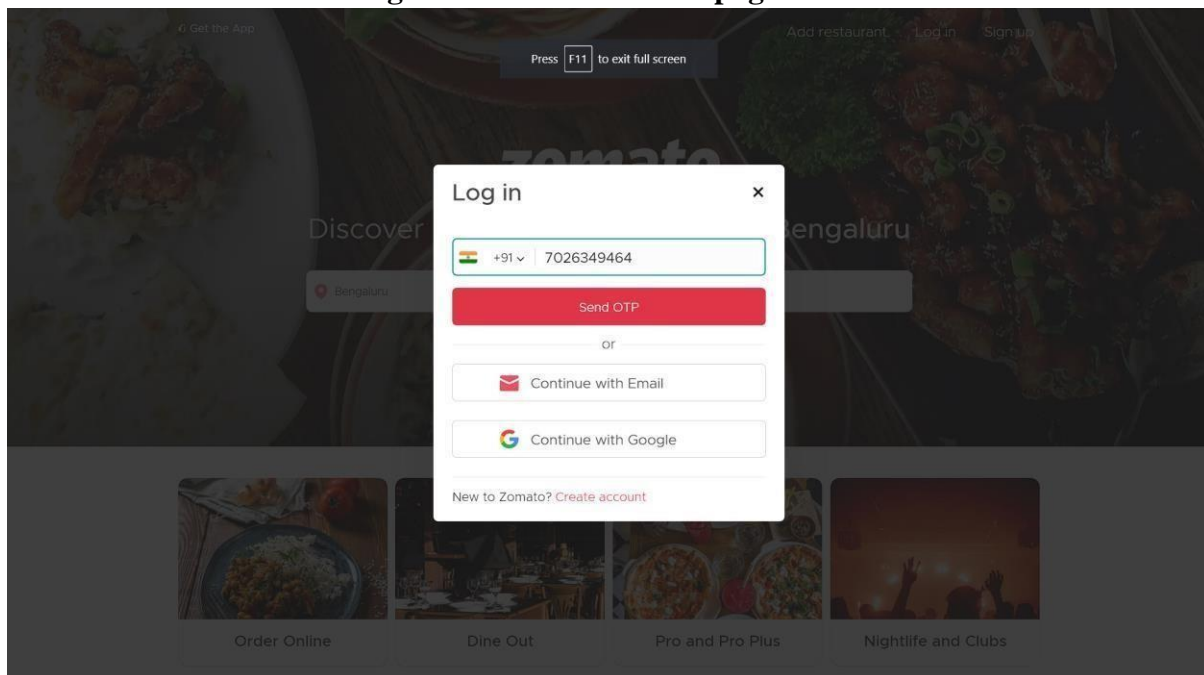 Get the App
Add restaurant Log in Sign up
Press F11 to exit full screen
zomato
Log in ×
Discover
Bengaluru
+91 7026349464
Bengaluru
Send OTP
or
Continue with Email
Continue with Google
New to Zomato? Create account
Order Online
Dine Out
Pro and Pro Plus
Nightlife and Clubs